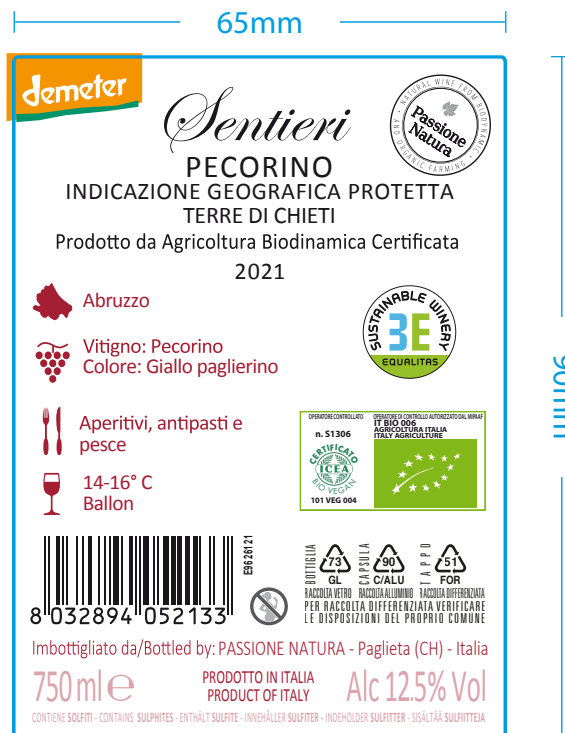 65mm
90mm
demeter
Sentieri
NATURAL WINE FROM BIODYNAMIC AND ORGANIC FARMING
Passione
Natura
PECORINO
INDICAZIONE GEOGRAFICA PROTETTA
TERRE DI CHIETI
Prodotto da Agricoltura Biodinamica Certificata
2021
Abruzzo
Vitigno: Pecorino
Colore: Giallo paglierino
SUSTAINABLE WINERY
3E
EQUALITAS
Aperitivi, antipasti e
pesce
14-16° C
Ballon
OPERATORE CONTROLLATO
n. S1306
CERTIFICATO
ICEA
BIO VEGAN
101 VEG 004
OPERATORE DI CONTROLLO AUTORIZZATO DAL MIPAAF
IT BIO 006
AGRICOLTURA ITALIA
ITALY AGRICULTURE
8 032894 052133
E9626121
BOTTIGLIA
73
GL
RACCOLTA VETRO
CAPSULA
90
C/ALU
RACCOLTA ALLUMINIO
TAPPO
51
FOR
RACCOLTA DIFFERENZIATA
PER RACCOLTA DIFFERENZIATA VERIFICARE
LE DISPOSIZIONI DEL PROPRIO COMUNE
Imbottigliato da/Bottled by: PASSIONE NATURA - Paglieta (CH) - Italia
750 ml e
PRODOTTO IN ITALIA
PRODUCT OF ITALY
Alc 12.5% Vol
CONTIENE SOLFITI - CONTAINS SULPHITES - ENTHÄLT SULFITE - INNEHÅLLER SULFITER - INDEHOLDER SULFITTER - SISÄLTÄÄ SULFIITTEJA